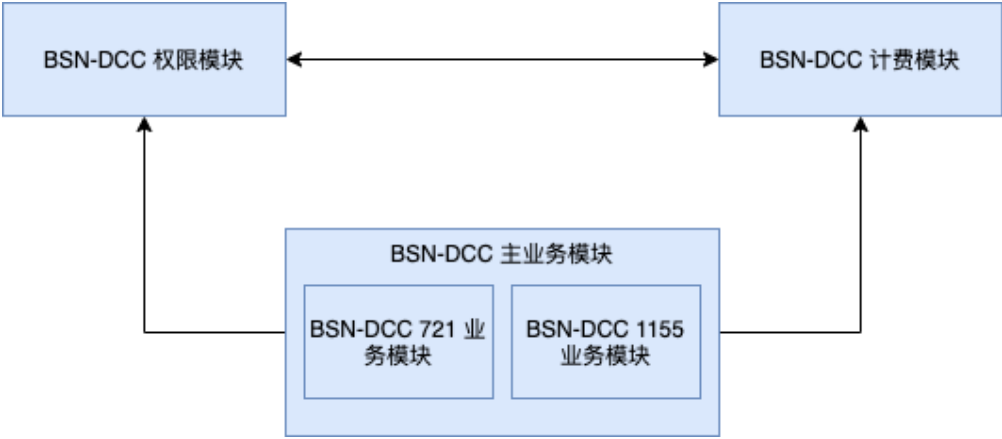 BSN-DCC 权限模块
BSN-DCC 计费模块
BSN-DCC 主业务模块
BSN-DCC 721 业
务模块
BSN-DCC 1155
业务模块